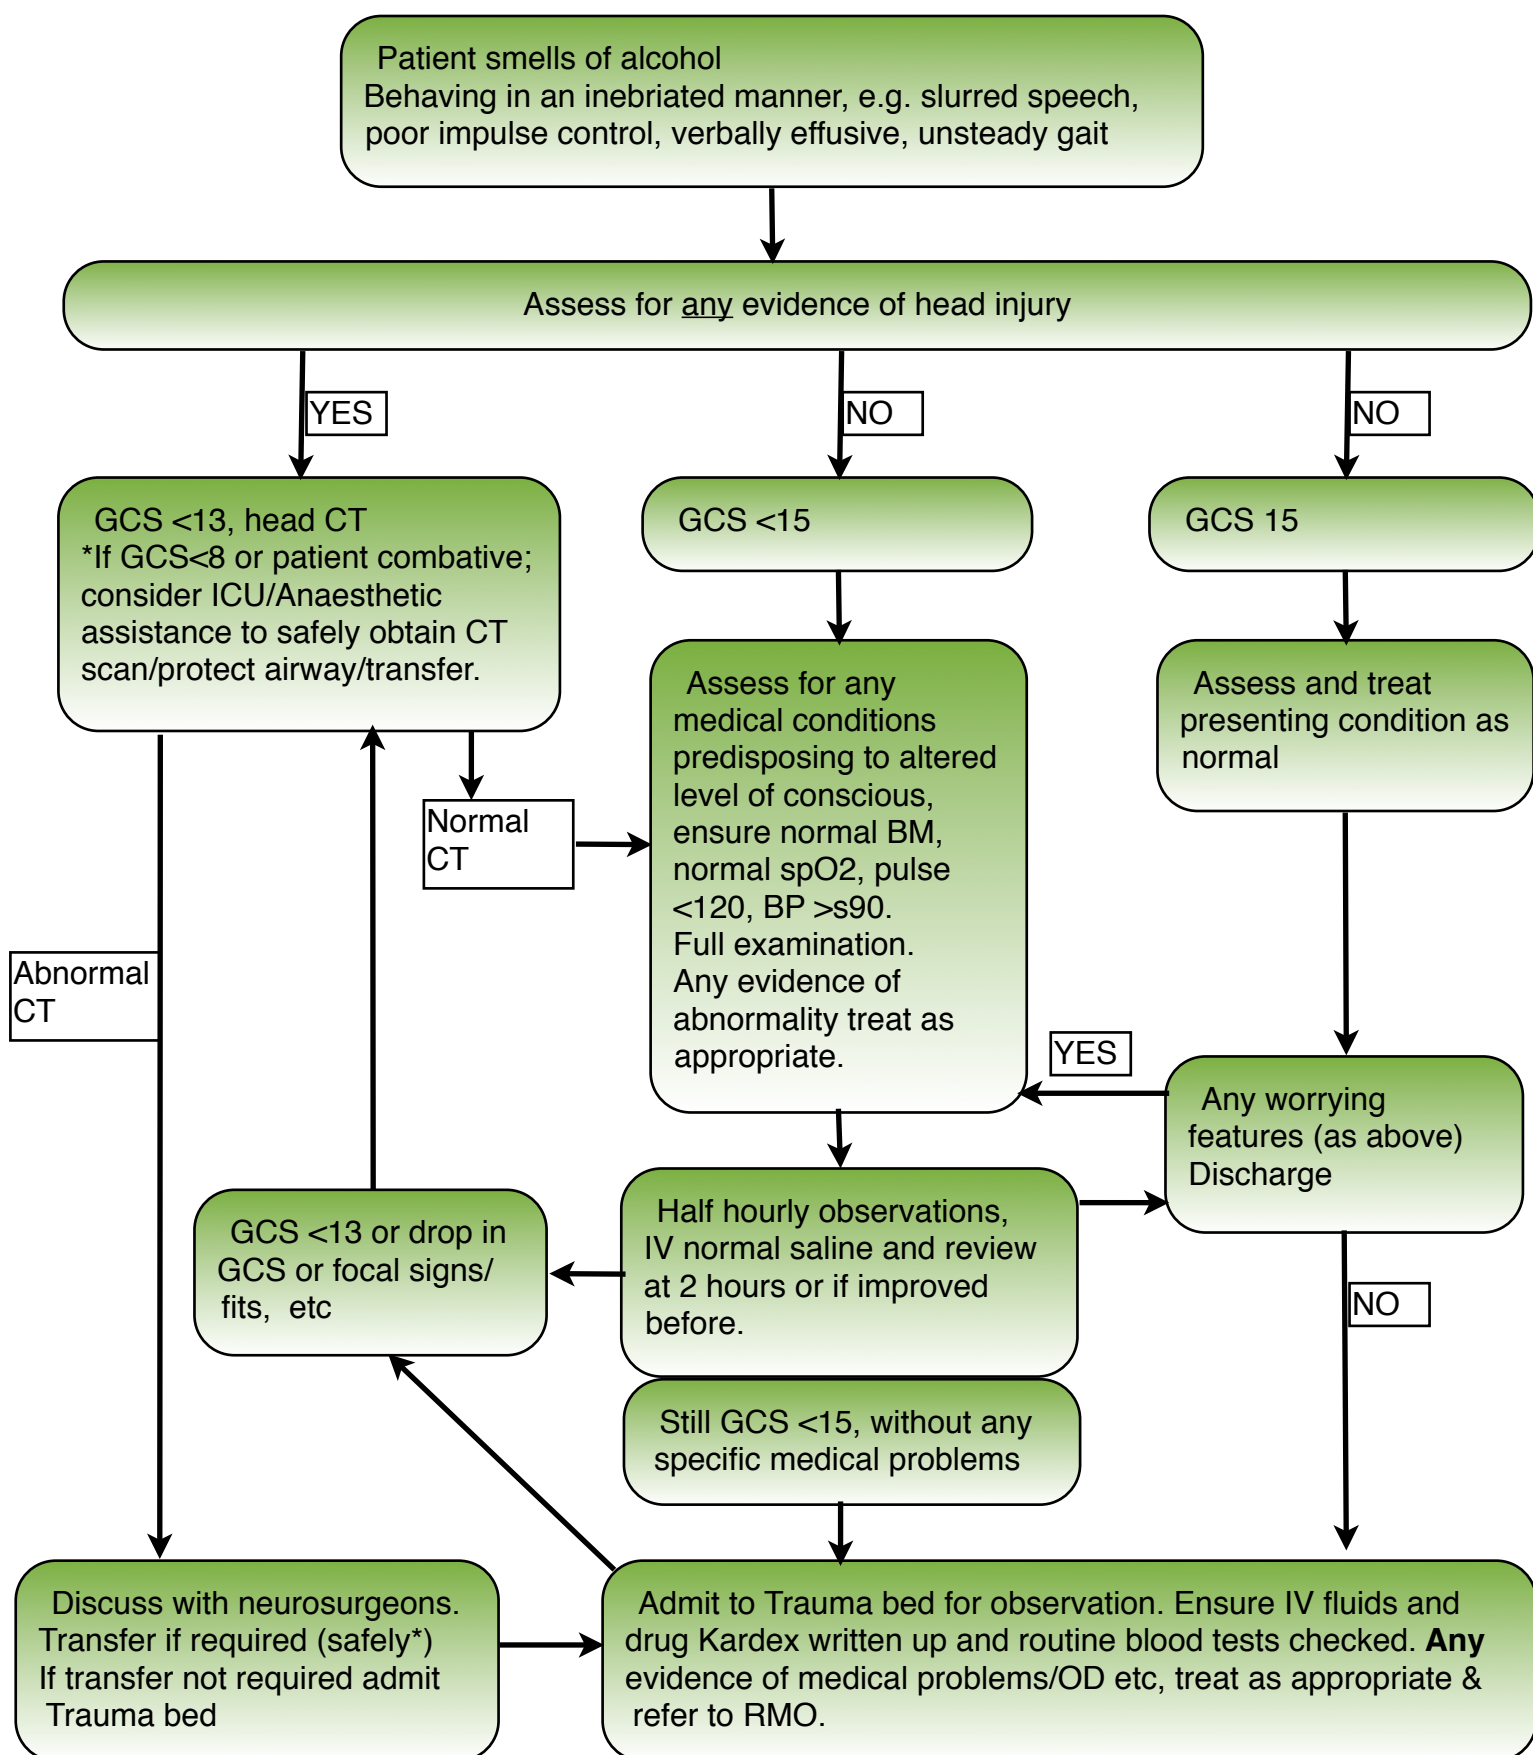 Patient smells of alcohol
Behaving in an inebriated manner, e.g. slurred speech,
poor impulse control, verbally effusive, unsteady gait
Assess for any evidence of head injury
YES
NO
NO
GCS <13, head CT
*If GCS<8 or patient combative;
consider ICU/Anaesthetic
assistance to safely obtain CT
scan/protect airway/transfer.
GCS <15
GCS 15
Assess for any
medical conditions
predisposing to altered
level of conscious,
ensure normal BM,
normal spO2, pulse
<120, BP >s90.
Full examination.
Any evidence of
abnormality treat as
appropriate.
Assess and treat
presenting condition as
normal
Normal
CT
Abnormal
CT
YES
Any worrying
features (as above)
Discharge
GCS <13 or drop in
GCS or focal signs/
fits, etc
Half hourly observations,
IV normal saline and review
at 2 hours or if improved
before.
NO
Still GCS <15, without any
specific medical problems
Discuss with neurosurgeons.
Transfer if required (safely*)
If transfer not required admit
Trauma bed
Admit to Trauma bed for observation. Ensure IV fluids and
drug Kardex written up and routine blood tests checked. Any
evidence of medical problems/OD etc, treat as appropriate &
refer to RMO.